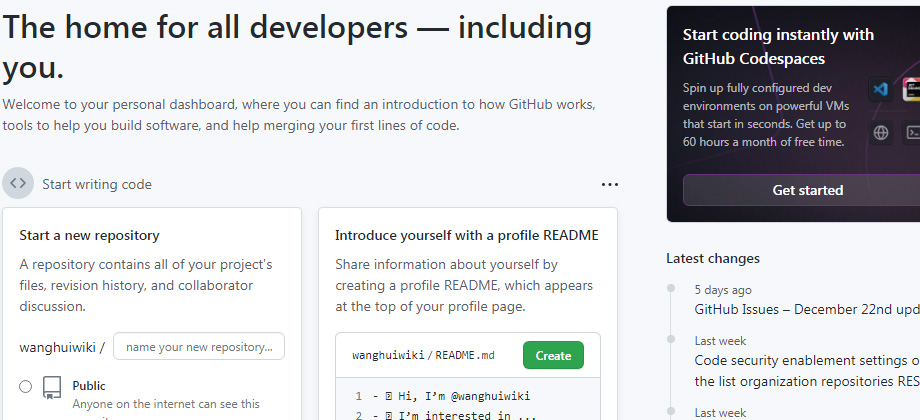 The home for all developers — including
you.
Welcome to your personal dashboard, where you can find an introduction to how GitHub works,
tools to help you build software, and help merging your first lines of code.
Start writing code
Start a new repository
A repository contains all of your project's
files, revision history, and collaborator
discussion.
wanghuiwiki / name your new repository...
Public
Anyone on the internet can see this
Introduce yourself with a profile README
Share information about yourself by
creating a profile README, which appears
at the top of your profile page.
wanghuiwiki / README.md Create
1 - Hi, I’m @wanghuiwiki
2 - I’m interested in ...
Start coding instantly with
GitHub Codespaces
Spin up fully configured dev
environments on powerful VMs
that start in seconds. Get up to
60 hours a month of free time.
Get started
Latest changes
5 days ago
GitHub Issues – December 22nd upd
Last week
Code security enablement settings o
the list organization repositories RES
Last week